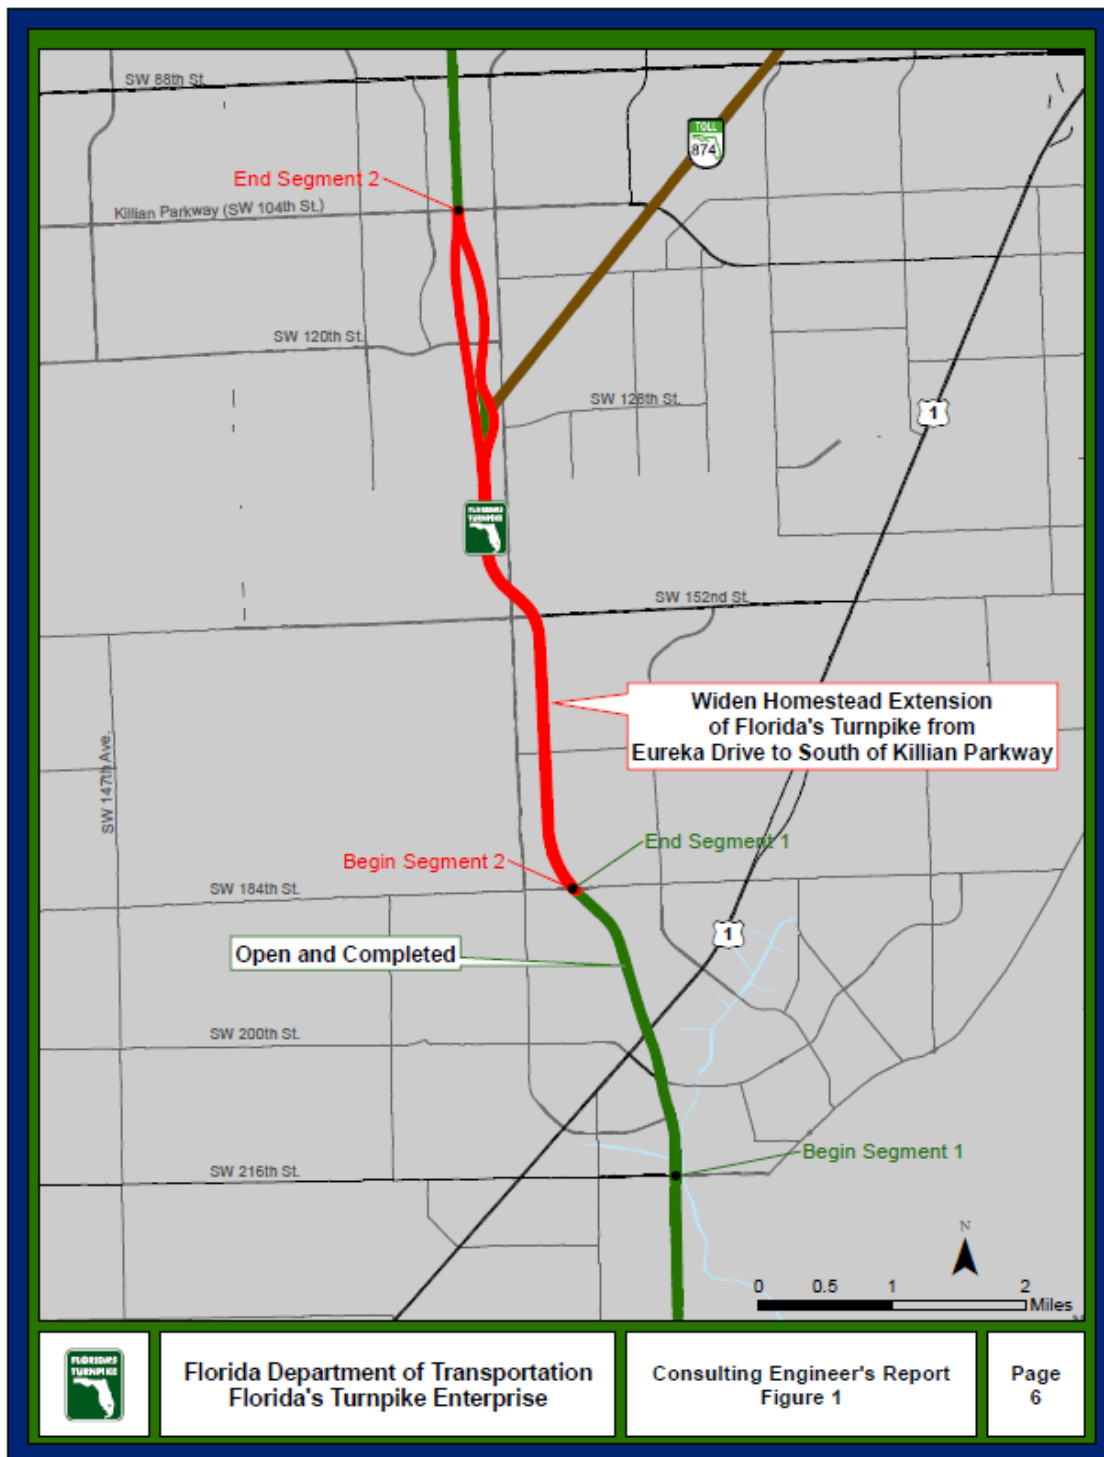 SW 88th St.
TOLL
874
End Segment 2
Killian Parkway (SW 104th St.)
SW 120th St.
SW 128th St.
1
FLORIDA'S
TURNPIKE
SW 152nd St.
Widen Homestead Extension
of Florida's Turnpike from
Eureka Drive to South of Killian Parkway
SW 147th Ave.
End Segment 1
Begin Segment 2
SW 184th St.
1
Open and Completed
SW 200th St.
Begin Segment 1
SW 216th St.
N
0 0.5 1 2
Miles
FLORIDA'S
TURNPIKE
Florida Department of Transportation
Florida's Turnpike Enterprise
Consulting Engineer's Report
Figure 1
Page
6